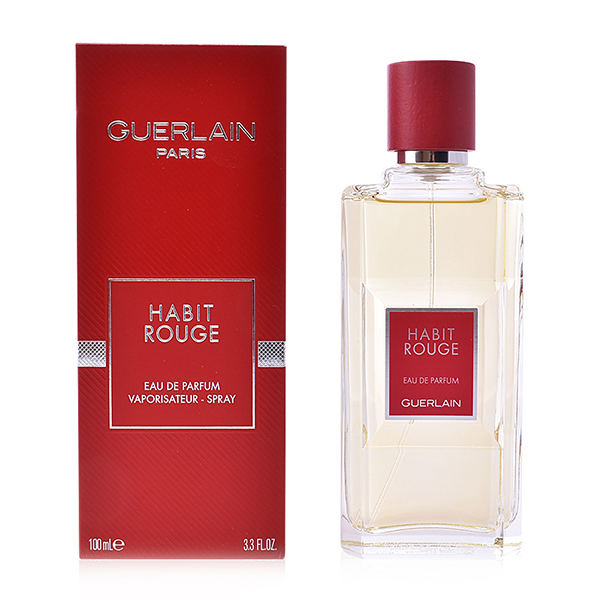 GUERLAIN
PARIS
HABIT
ROUGE
EAU DE PARFUM
VAPORISATEUR - SPRAY
100 mL℮
3.3 FL.OZ.
HABIT
ROUGE
EAU DE PARFUM
GUERLAIN